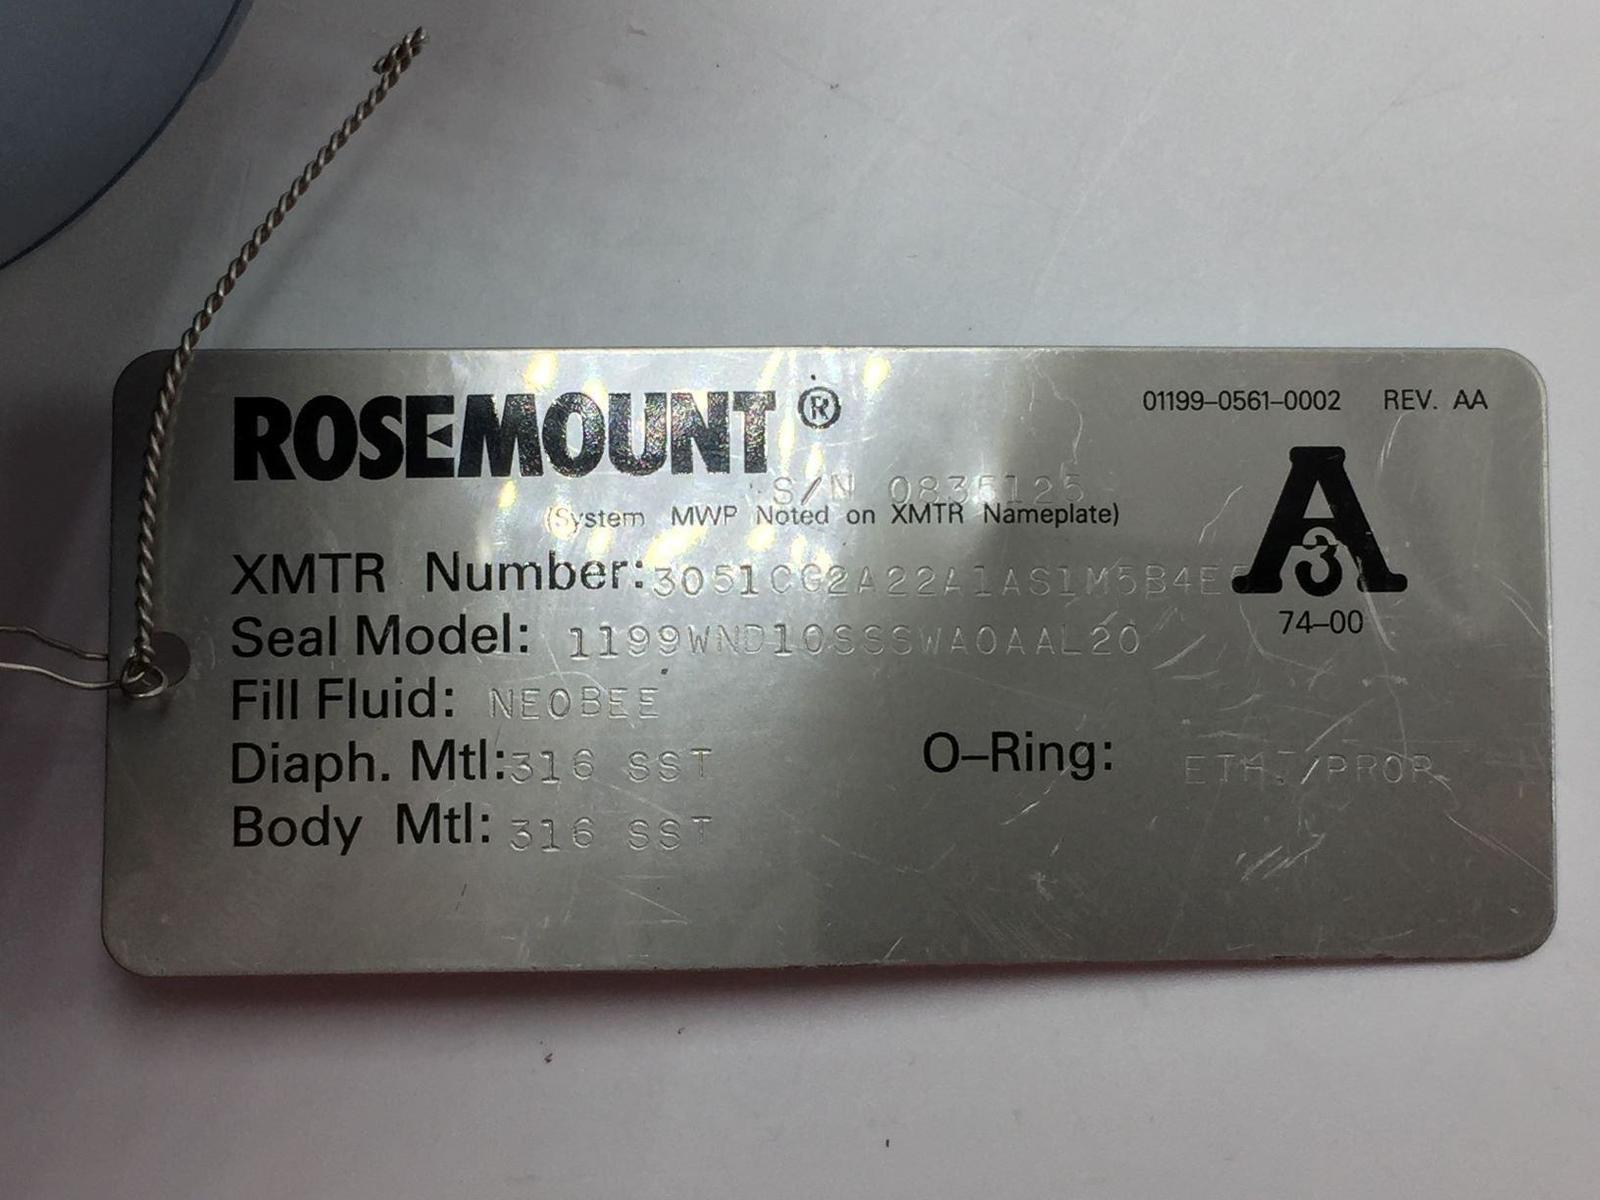 ROSEMOUNT ®
01199–0561–0002 REV. AA
S/N 0835125
(System MWP Noted on XMTR Nameplate)
XMTR Number: 3051CG2A22A1AS1M5B4E5
Seal Model: 1199WND10SSSWA0AAL20
Fill Fluid: NEOBEE
Diaph. Mtl: 316 SST
O–Ring: ETH./PROP.
Body Mtl: 316 SST
A
3
74–00